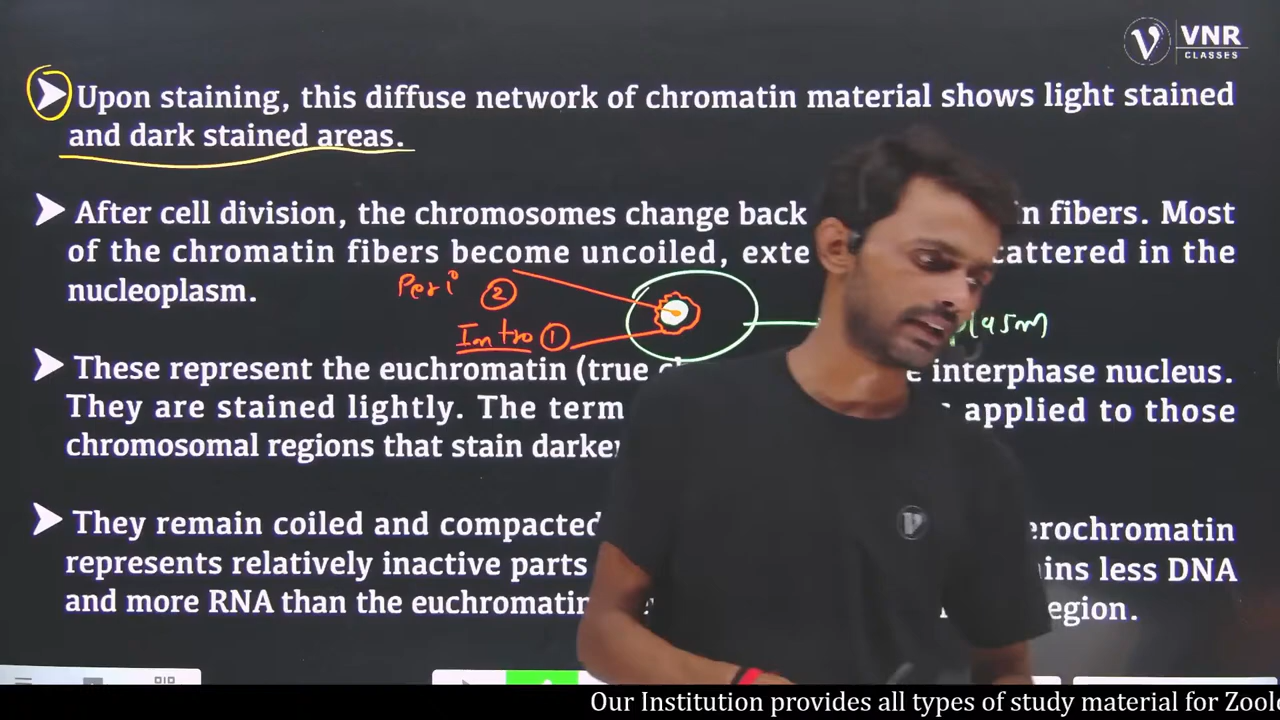 VNR
CLASSES
Upon staining, this diffuse network of chromatin material shows light stained
and dark stained areas.
After cell division, the chromosomes change back n fibers. Most
of the chromatin fibers become uncoiled, exte cattered in the
nucleoplasm.
Peri 2
Intro 1
plasm
These represent the euchromatin (true c e interphase nucleus.
They are stained lightly. The term applied to those
chromosomal regions that stain darke
They remain coiled and compacted erochromatin
represents relatively inactive parts ins less DNA
and more RNA than the euchromatin egion.
Our Institution provides all types of study material for Zool